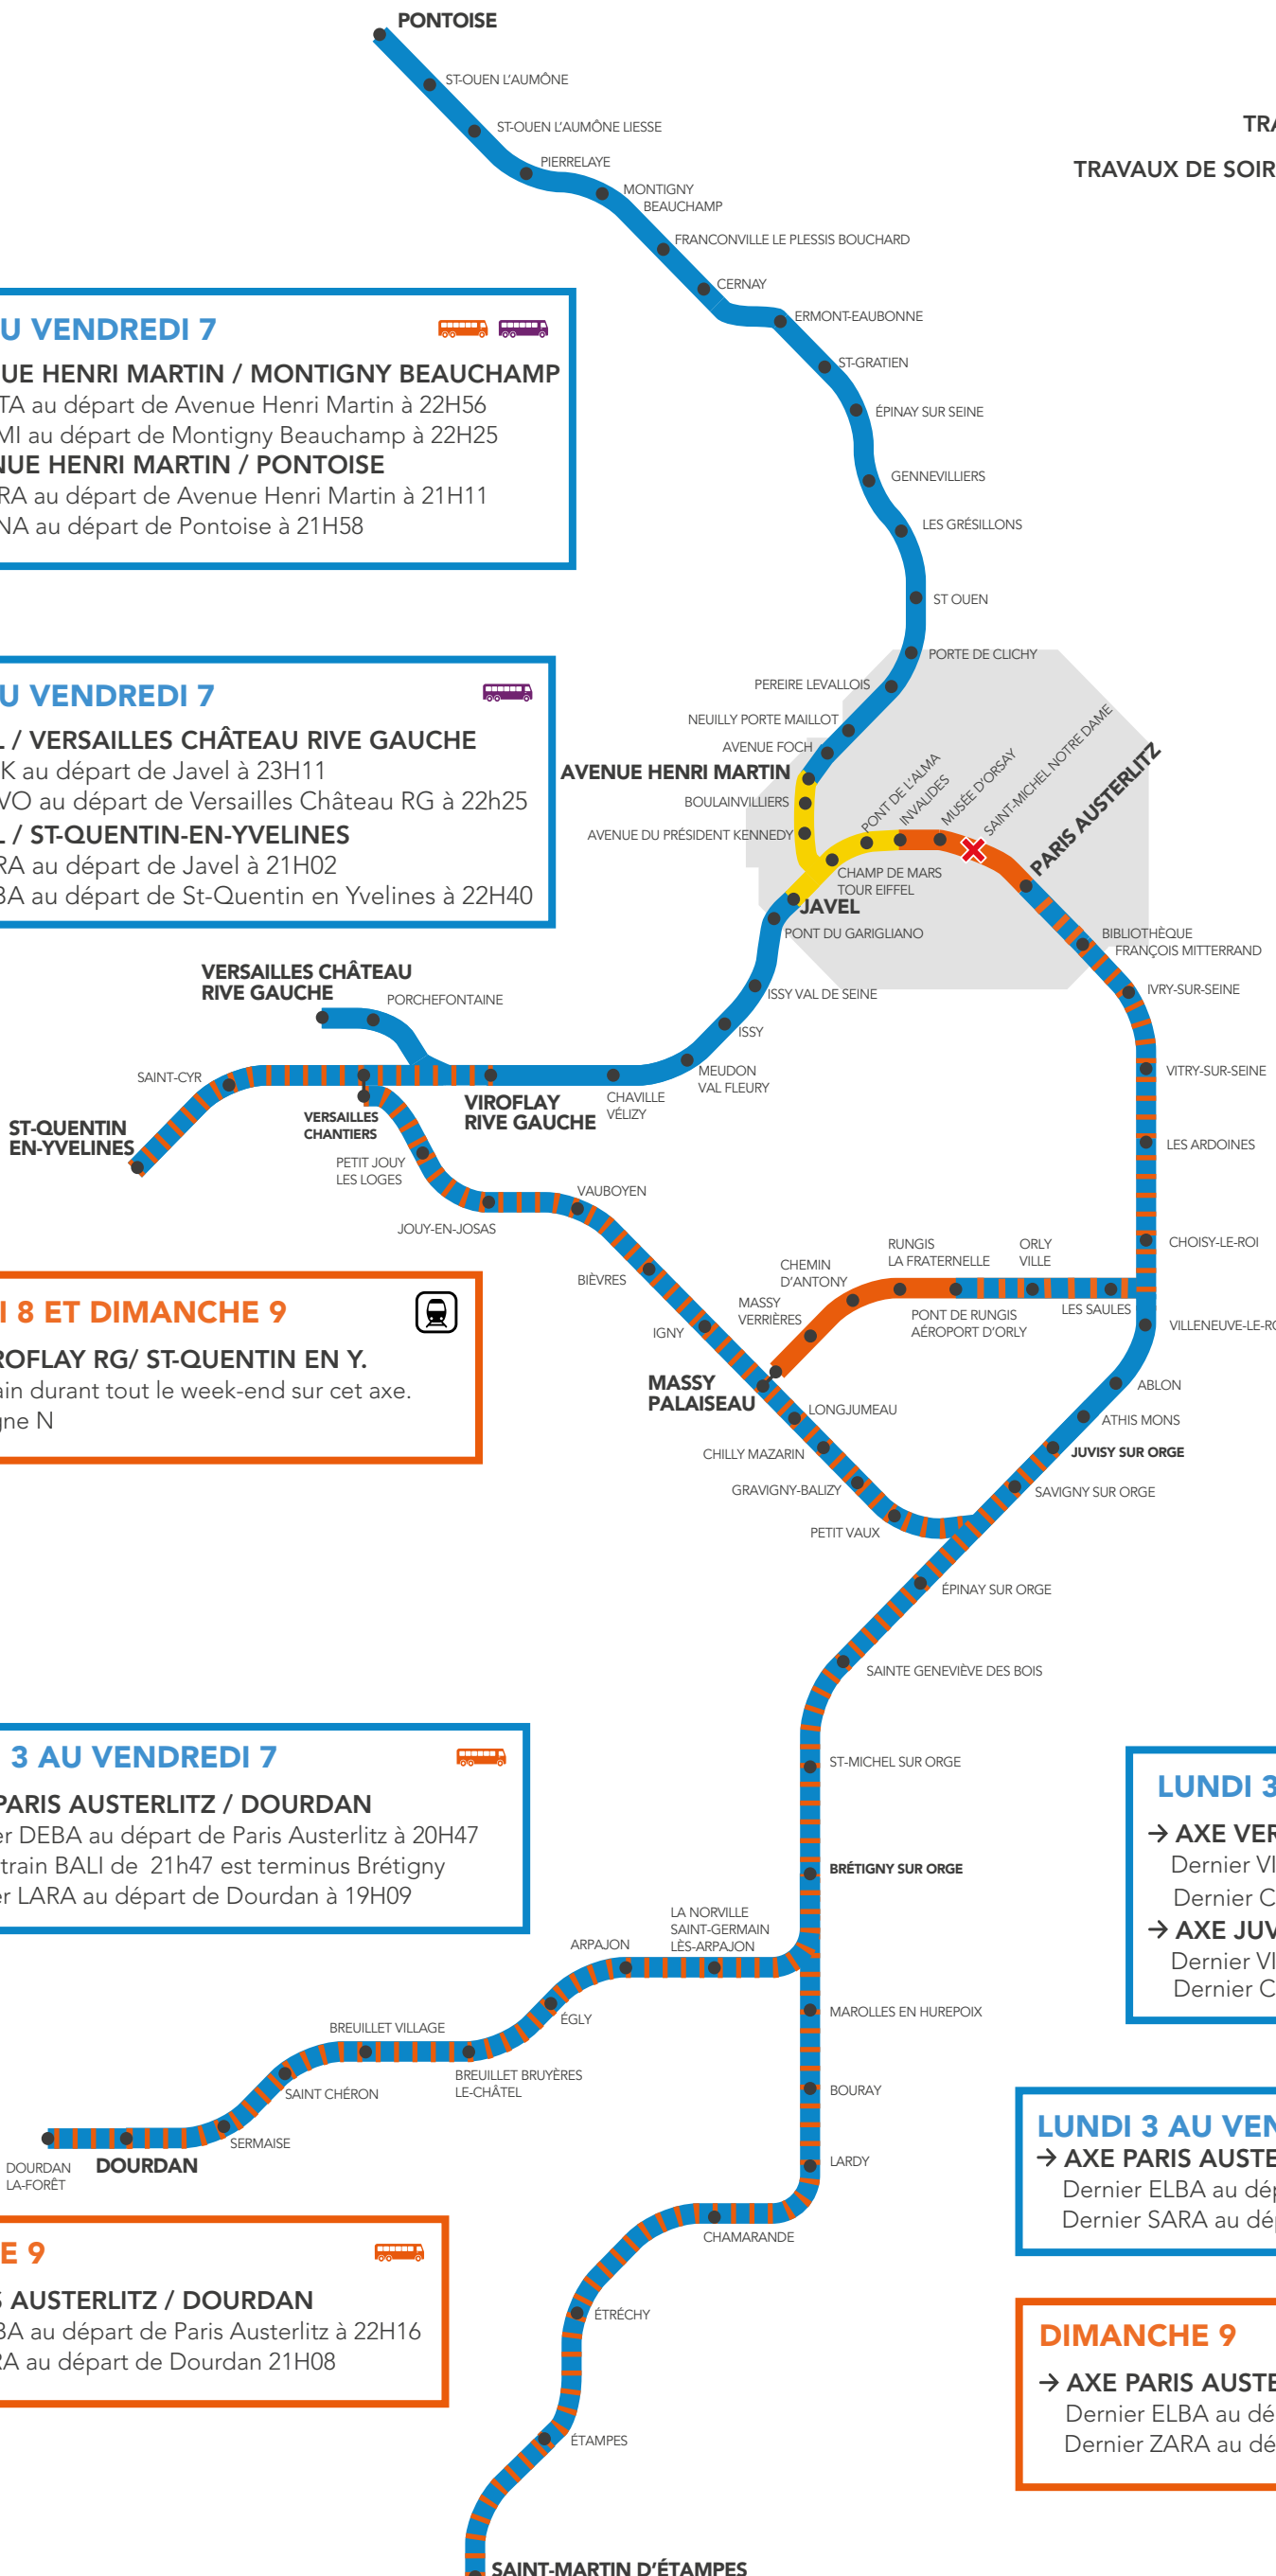 PONTOISE
ST-OUEN L'AUMÔNE
ST-OUEN L'AUMÔNE LIESSE
PIERRELAYE
MONTIGNY
BEAUCHAMP
FRANCONVILLE LE PLESSIS BOUCHARD
CERNAY
ERMONT-EAUBONNE
ST-GRATIEN
ÉPINAY SUR SEINE
GENNEVILLIERS
LES GRÉSILLONS
ST OUEN
PORTE DE CLICHY
PEREIRE LEVALLOIS
NEUILLY PORTE MAILLOT
AVENUE FOCH
AVENUE HENRI MARTIN
BOULAINVILLIERS
AVENUE DU PRÉSIDENT KENNEDY
PONT DE L'ALMA
INVALIDES
MUSÉE D'ORSAY
SAINT-MICHEL NOTRE DAME
PARIS AUSTERLITZ
CHAMP DE MARS
TOUR EIFFEL
JAVEL
PONT DU GARIGLIANO
BIBLIOTHÈQUE
FRANÇOIS MITTERRAND
ISSY VAL DE SEINE
IVRY-SUR-SEINE
ISSY
VITRY-SUR-SEINE
MEUDON
VAL FLEURY
CHAVILLE
VÉLIZY
VIROFLAY
RIVE GAUCHE
VERSAILLES CHÂTEAU
RIVE GAUCHE
PORCHEFONTAINE
SAINT-CYR
ST-QUENTIN
EN-YVELINES
VERSAILLES
CHANTIERS
PETIT JOUY
LES LOGES
JOUY-EN-JOSAS
VAUBOYEN
BIÈVRES
IGNY
MASSY
PALAISEAU
MASSY
VERRIÈRES
CHEMIN
D'ANTONY
RUNGIS
LA FRATERNELLE
PONT DE RUNGIS
AÉROPORT D'ORLY
ORLY
VILLE
LES SAULES
LES ARDOINES
CHOISY-LE-ROI
VILLENEUVE-LE-RO
ABLON
ATHIS MONS
JUVISY SUR ORGE
SAVIGNY SUR ORGE
LONGJUMEAU
CHILLY MAZARIN
GRAVIGNY-BALIZY
PETIT VAUX
ÉPINAY SUR ORGE
SAINTE GENEVIÈVE DES BOIS
ST-MICHEL SUR ORGE
BRÉTIGNY SUR ORGE
LA NORVILLE
SAINT-GERMAIN
LÈS-ARPAJON
ARPAJON
ÉGLY
BREUILLET BRUYÈRES
LE-CHÂTEL
BREUILLET VILLAGE
SAINT CHÉRON
SERMAISE
DOURDAN
DOURDAN
LA-FORÊT
MAROLLES EN HUREPOIX
BOURAY
LARDY
CHAMARANDE
ÉTRÉCHY
ÉTAMPES
SAINT-MARTIN D'ÉTAMPES
TRA
TRAVAUX DE SOIR
U VENDREDI 7
UE HENRI MARTIN / MONTIGNY BEAUCHAMP
TA au départ de Avenue Henri Martin à 22H56
MI au départ de Montigny Beauchamp à 22H25
NUE HENRI MARTIN / PONTOISE
RA au départ de Avenue Henri Martin à 21H11
NA au départ de Pontoise à 21H58
U VENDREDI 7
L / VERSAILLES CHÂTEAU RIVE GAUCHE
K au départ de Javel à 23H11
VO au départ de Versailles Château RG à 22h25
L / ST-QUENTIN-EN-YVELINES
RA au départ de Javel à 21H02
BA au départ de St-Quentin en Yvelines à 22H40
I 8 ET DIMANCHE 9
ROFLAY RG/ ST-QUENTIN EN Y.
ain durant tout le week-end sur cet axe.
gne N
3 AU VENDREDI 7
PARIS AUSTERLITZ / DOURDAN
er DEBA au départ de Paris Austerlitz à 20H47
train BALI de 21h47 est terminus Brétigny
er LARA au départ de Dourdan à 19H09
E 9
S AUSTERLITZ / DOURDAN
BA au départ de Paris Austerlitz à 22H16
RA au départ de Dourdan 21H08
LUNDI 3
→ AXE VER
Dernier VI
Dernier C
→ AXE JUV
Dernier VI
Dernier C
LUNDI 3 AU VEN
→ AXE PARIS AUSTE
Dernier ELBA au dép
Dernier SARA au dép
DIMANCHE 9
→ AXE PARIS AUSTE
Dernier ELBA au dé
Dernier ZARA au dé